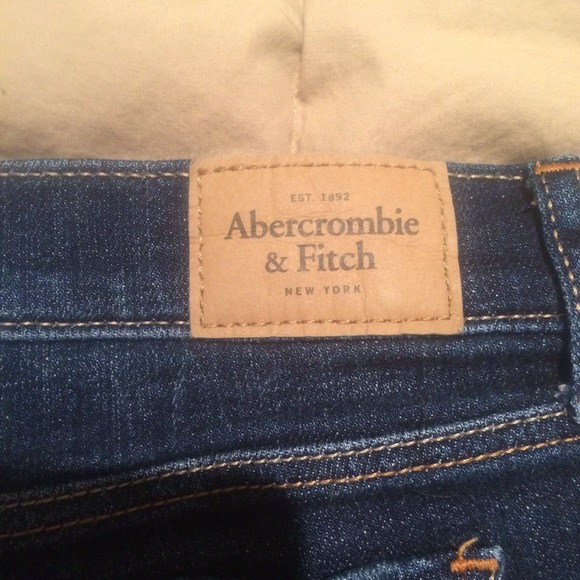 EST. 1892
Abercrombie
& Fitch
NEW YORK